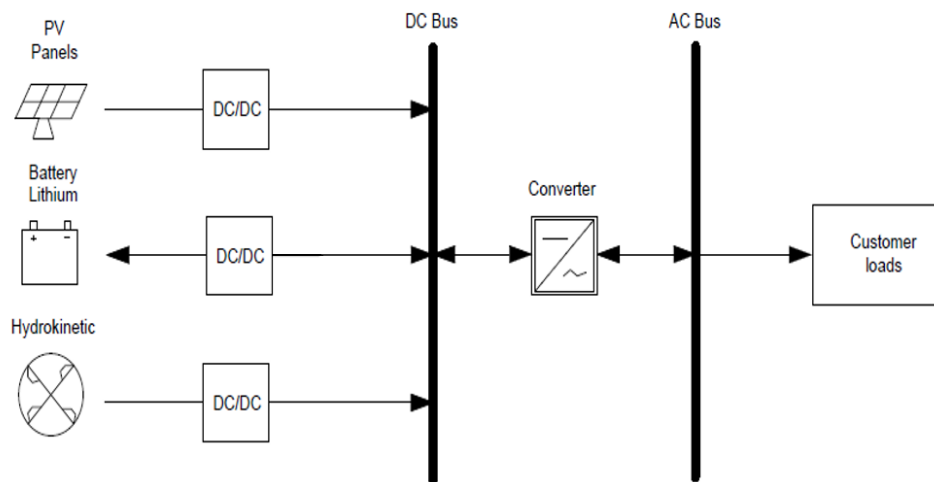 PV
Panels
DC/DC
DC Bus
AC Bus
Battery
Lithium
+ −
DC/DC
Converter
Customer
loads
Hydrokinetic
DC/DC